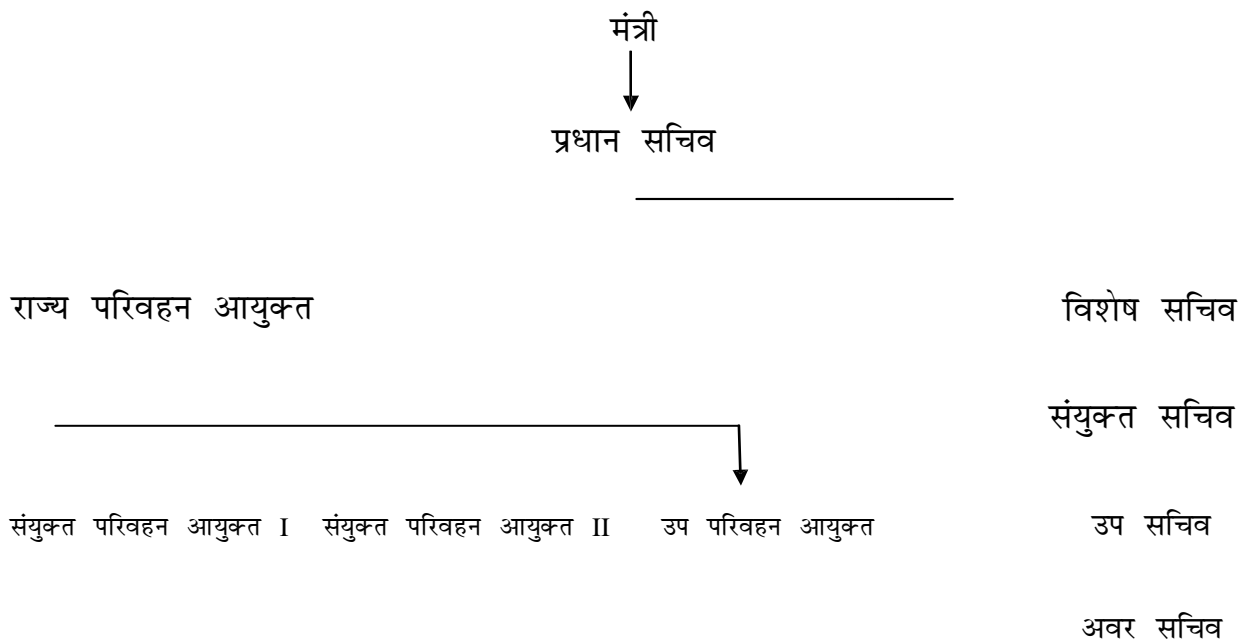 मंत्री
प्रधान सचिव
राज्य परिवहन आयुक्त विशेष सचिव
संयुक्त सचिव
संयुक्त परिवहन आयुक्त I संयुक्त परिवहन आयुक्त II उप परिवहन आयुक्त उप सचिव
अवर सचिव